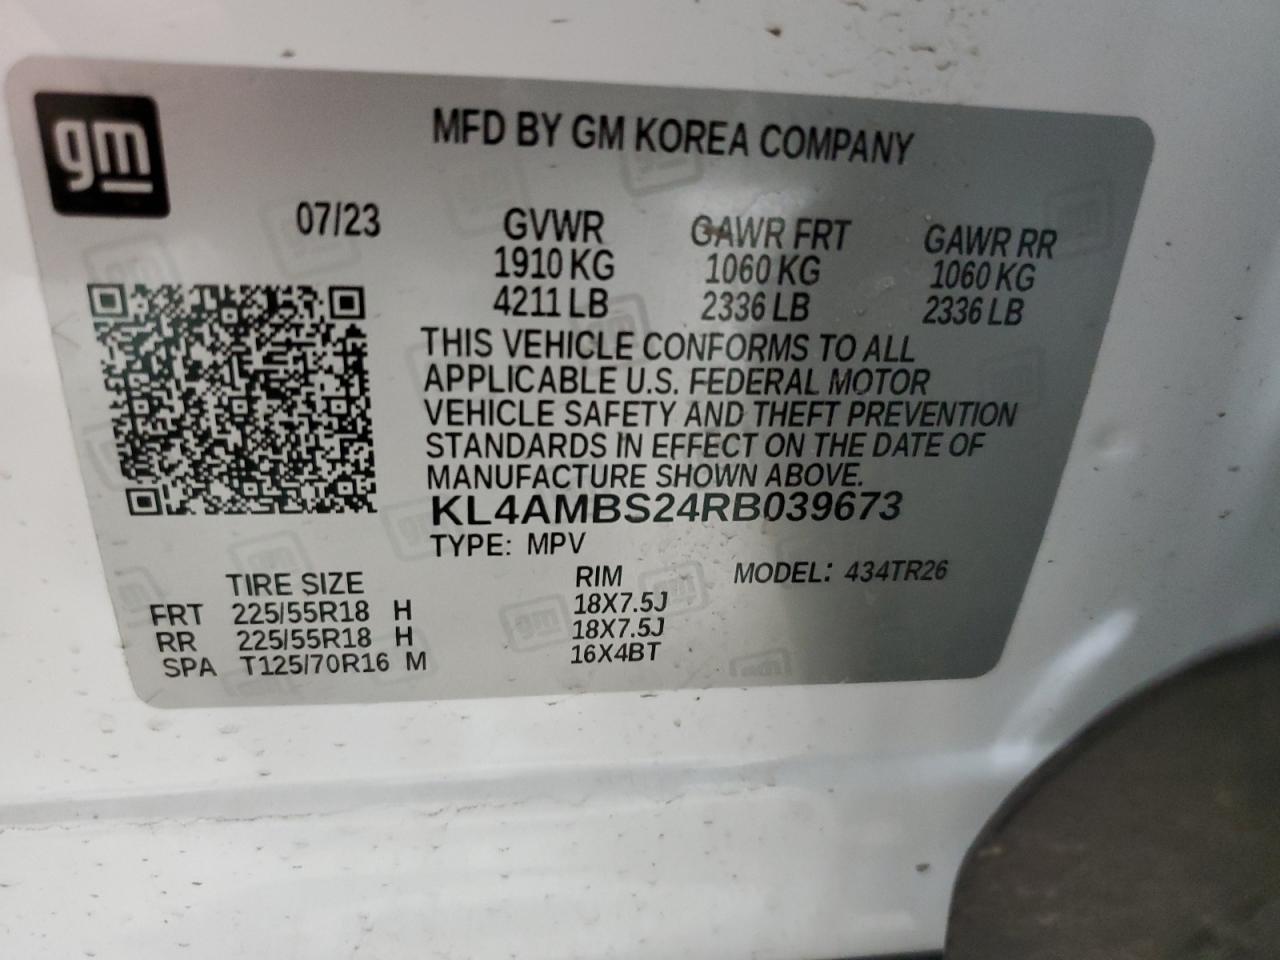 gm
MFD BY GM KOREA COMPANY
07/23
GVWR GAWR FRT GAWR RR
1910 KG 1060 KG 1060 KG
4211 LB 2336 LB 2336 LB
THIS VEHICLE CONFORMS TO ALL
APPLICABLE U.S. FEDERAL MOTOR
VEHICLE SAFETY AND THEFT PREVENTION
STANDARDS IN EFFECT ON THE DATE OF
MANUFACTURE SHOWN ABOVE.
KL4AMBS24RB039673
TYPE: MPV
TIRE SIZE RIM MODEL: 434TR26
FRT 225/55R18 H 18X7.5J
RR 225/55R18 H 18X7.5J
SPA T125/70R16 M 16X4BT